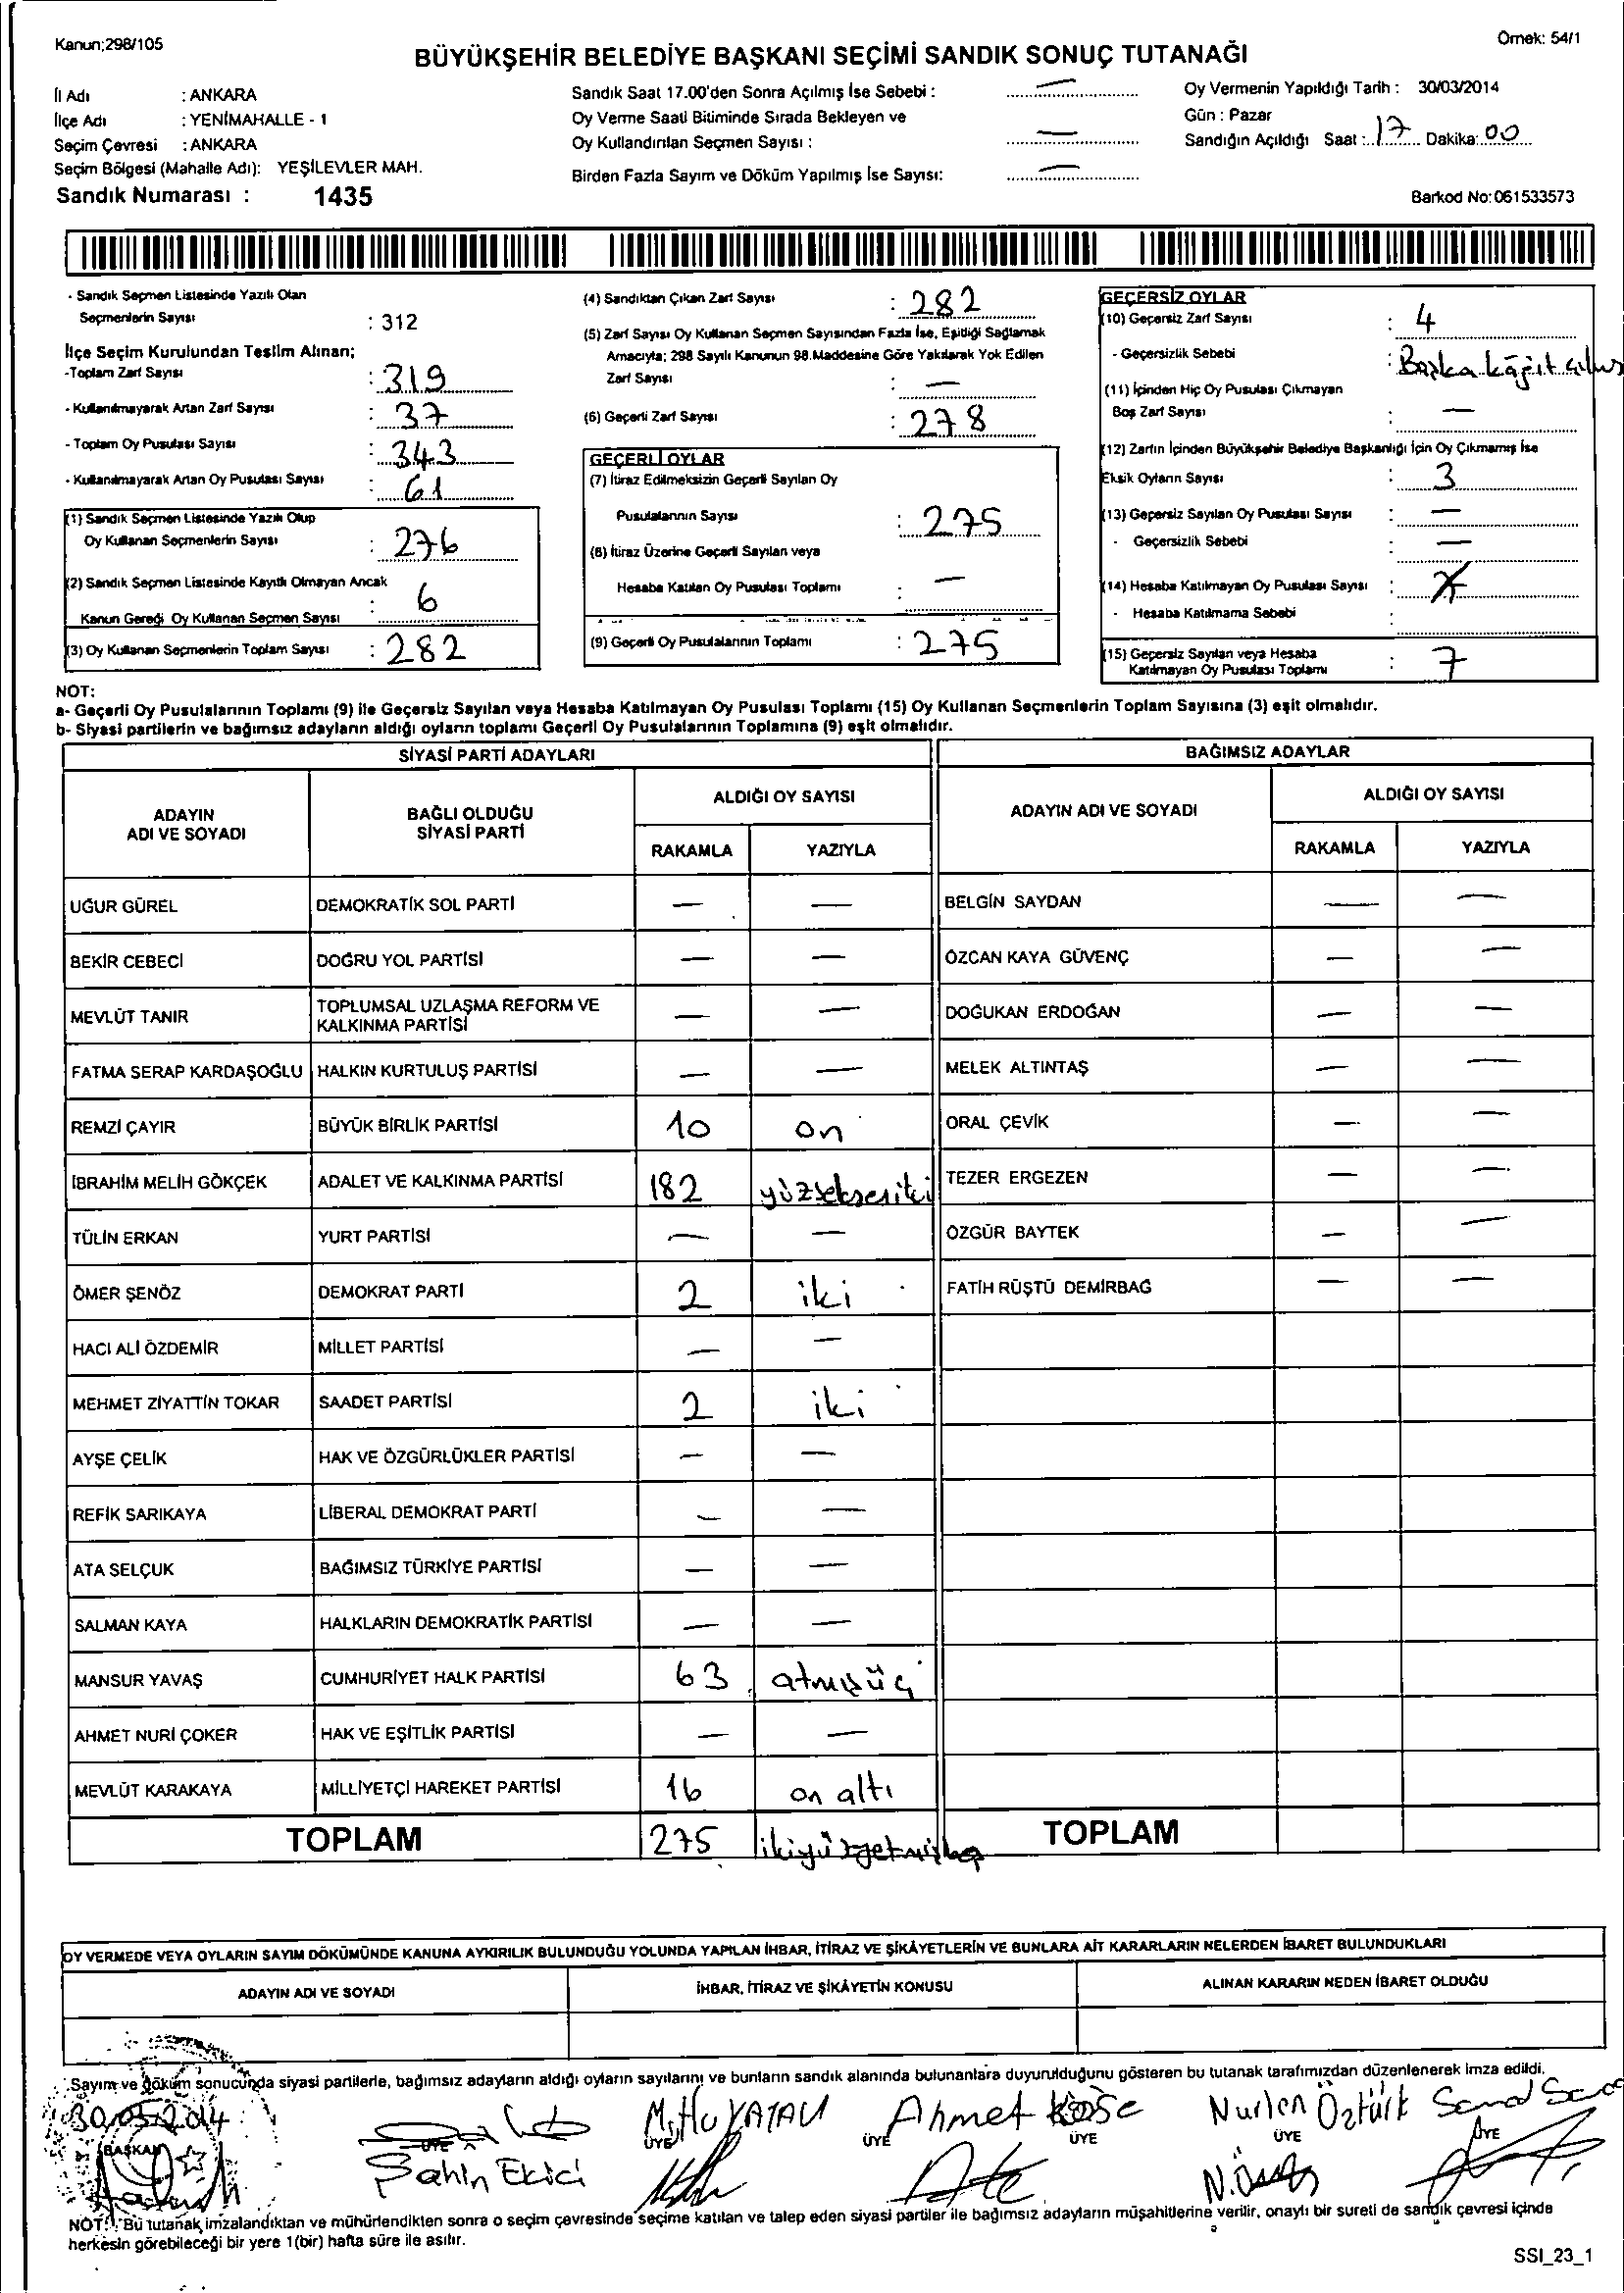 Kanun;298/105
Örnek: 54/1
BÜYÜKŞEHİR BELEDİYE BAŞKANI SEÇİMİ SANDIK SONUÇ TUTANAĞI
İl Adı : ANKARA
İlçe Adı : YENİMAHALLE - 1
Seçim Çevresi : ANKARA
Seçim Bölgesi (Mahalle Adı): YEŞİLEVLER MAH.
Sandık Numarası : 1435
Sandık Saat 17.00'den Sonra Açılmış İse Sebebi : —
Oy Verme Saati Bitiminde Sırada Bekleyen ve
Oy Kullandırılan Seçmen Sayısı : —
Birden Fazla Sayım ve Döküm Yapılmış İse Sayısı: —
Oy Vermenin Yapıldığı Tarih : 30/03/2014
Gün : Pazar
Sandığın Açıldığı Saat : 17 Dakika: 00
Barkod No:061533573
- Sandık Seçmen Listesinde Yazılı Olan
Seçmenlerin Sayısı : 312
İlçe Seçim Kurulundan Teslim Alınan;
-Toplam Zarf Sayısı : 319
- Kullanılmayarak Artan Zarf Sayısı : 37
- Toplam Oy Pusulası Sayısı : 343
- Kullanılmayarak Artan Oy Pusulası Sayısı : 61
(1) Sandık Seçmen Listesinde Yazılı Olup
Oy Kullanan Seçmenlerin Sayısı : 276
(2) Sandık Seçmen Listesinde Kayıtlı Olmayan Ancak
Kanun Gereği Oy Kullanan Seçmen Sayısı : 6
(3) Oy Kullanan Seçmenlerin Toplam Sayısı : 282
(4) Sandıktan Çıkan Zarf Sayısı : 282
(5) Zarf Sayısı Oy Kullanan Seçmen Sayısından Fazla İse, Eşitliği Sağlamak
Amacıyla; 298 Sayılı Kanunun 98.Maddesine Göre Yakılarak Yok Edilen
Zarf Sayısı : —
(6) Geçerli Zarf Sayısı : 278
GEÇERLİ OYLAR
(7) İtiraz Edilmeksizin Geçerli Sayılan Oy
Pusulalarının Sayısı : 275
(8) İtiraz Üzerine Geçerli Sayılan veya
Hesaba Katılan Oy Pusulası Toplamı : —
(9) Geçerli Oy Pusulalarının Toplamı : 275
GEÇERSİZ OYLAR
(10) Geçersiz Zarf Sayısı : 4
- Geçersizlik Sebebi : Başka kâğıt
(11) İçinden Hiç Oy Pusulası Çıkmayan
Boş Zarf Sayısı : —
(12) Zarfın İçinden Büyükşehir Belediye Başkanlığı İçin Oy Çıkmamış İse
Eksik Oyların Sayısı : 3
(13) Geçersiz Sayılan Oy Pusulası Sayısı : —
- Geçersizlik Sebebi : —
(14) Hesaba Katılmayan Oy Pusulası Sayısı :
- Hesaba Katılmama Sebebi :
(15) Geçersiz Sayılan veya Hesaba
Katılmayan Oy Pusulası Toplamı : 7
NOT:
a- Geçerli Oy Pusulalarının Toplamı (9) ile Geçersiz Sayılan veya Hesaba Katılmayan Oy Pusulası Toplamı (15) Oy Kullanan Seçmenlerin Toplam Sayısına (3) eşit olmalıdır.
b- Siyasi partilerin ve bağımsız adayların aldığı oyların toplamı Geçerli Oy Pusulalarının Toplamına (9) eşit olmalıdır.
SİYASİ PARTİ ADAYLARI
ADAYIN
ADI VE SOYADI
BAĞLI OLDUĞU
SİYASİ PARTİ
ALDIĞI OY SAYISI
RAKAMLA YAZIYLA
UĞUR GÜREL DEMOKRATİK SOL PARTİ — —
BEKİR CEBECİ DOĞRU YOL PARTİSİ — —
MEVLÜT TANIR TOPLUMSAL UZLAŞMA REFORM VE
KALKINMA PARTİSİ — —
FATMA SERAP KARDAŞOĞLU HALKIN KURTULUŞ PARTİSİ — —
REMZİ ÇAYIR BÜYÜK BİRLİK PARTİSİ 10 on
İBRAHİM MELİH GÖKÇEK ADALET VE KALKINMA PARTİSİ 182 yüzsekseniki
TÜLİN ERKAN YURT PARTİSİ — —
ÖMER ŞENÖZ DEMOKRAT PARTİ 2 iki
HACI ALİ ÖZDEMİR MİLLET PARTİSİ — —
MEHMET ZİYATTİN TOKAR SAADET PARTİSİ 2 iki
AYŞE ÇELİK HAK VE ÖZGÜRLÜKLER PARTİSİ — —
REFİK SARIKAYA LİBERAL DEMOKRAT PARTİ — —
ATA SELÇUK BAĞIMSIZ TÜRKİYE PARTİSİ — —
SALMAN KAYA HALKLARIN DEMOKRATİK PARTİSİ — —
MANSUR YAVAŞ CUMHURİYET HALK PARTİSİ 63 atmışüç
AHMET NURİ ÇOKER HAK VE EŞİTLİK PARTİSİ — —
MEVLÜT KARAKAYA MİLLİYETÇİ HAREKET PARTİSİ 16 on altı
TOPLAM 275 ikiyüzyetmişbeş
BAĞIMSIZ ADAYLAR
ADAYIN ADI VE SOYADI
ALDIĞI OY SAYISI
RAKAMLA YAZIYLA
BELGİN SAYDAN — —
ÖZCAN KAYA GÜVENÇ — —
DOĞUKAN ERDOĞAN — —
MELEK ALTINTAŞ — —
ORAL ÇEVİK — —
TEZER ERGEZEN — —
ÖZGÜR BAYTEK — —
FATİH RÜŞTÜ DEMİRBAĞ — —
TOPLAM
OY VERMEDE VEYA OYLARIN SAYIM DÖKÜMÜNDE KANUNA AYKIRILIK BULUNDUĞU YOLUNDA YAPILAN İHBAR, İTİRAZ VE ŞİKÂYETLERİN VE BUNLARA AİT KARARLARIN NELERDEN İBARET BULUNDUKLARI
ADAYIN ADI VE SOYADI İHBAR, İTİRAZ VE ŞİKÂYETİN KONUSU ALINAN KARARIN NEDEN İBARET OLDUĞU
Sayım ve döküm sonucunda siyasi partilerle, bağımsız adayların aldığı oyların sayılarını ve bunların sandık alanında bulunanlara duyurulduğunu gösteren bu tutanak tarafımızdan düzenlenerek imza edildi.
30/03/2014
Ahmet Köse Nurlen Öztürk
BAŞKAN ÜYE ÜYE ÜYE ÜYE ÜYE ÜYE
Şahin Ekici
NOT: Bu tutanak imzalandıktan ve mühürlendikten sonra o seçim çevresinde seçime katılan ve talep eden siyasi partiler ile bağımsız adayların müşahitlerine verilir, onaylı bir sureti de sandık çevresi içinde
herkesin görebileceği bir yere 1(bir) hafta süre ile asılır.
SSI_23_1